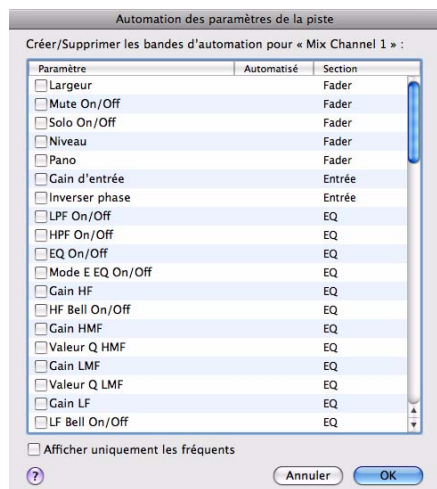 Automation des paramètres de la piste
Créer/Supprimer les bandes d'automation pour « Mix Channel 1 » :
Paramètre Automatisé Section
Largeur Fader
Mute On/Off Fader
Solo On/Off Fader
Niveau Fader
Pano Fader
Gain d'entrée Entrée
Inverser phase Entrée
LPF On/Off EQ
HPF On/Off EQ
EQ On/Off EQ
Mode E EQ On/Off EQ
Gain HF EQ
HF Bell On/Off EQ
Gain HMF EQ
Valeur Q HMF EQ
Gain LMF EQ
Valeur Q LMF EQ
Gain LF EQ
LF Bell On/Off EQ
Afficher uniquement les fréquents
? Annuler OK